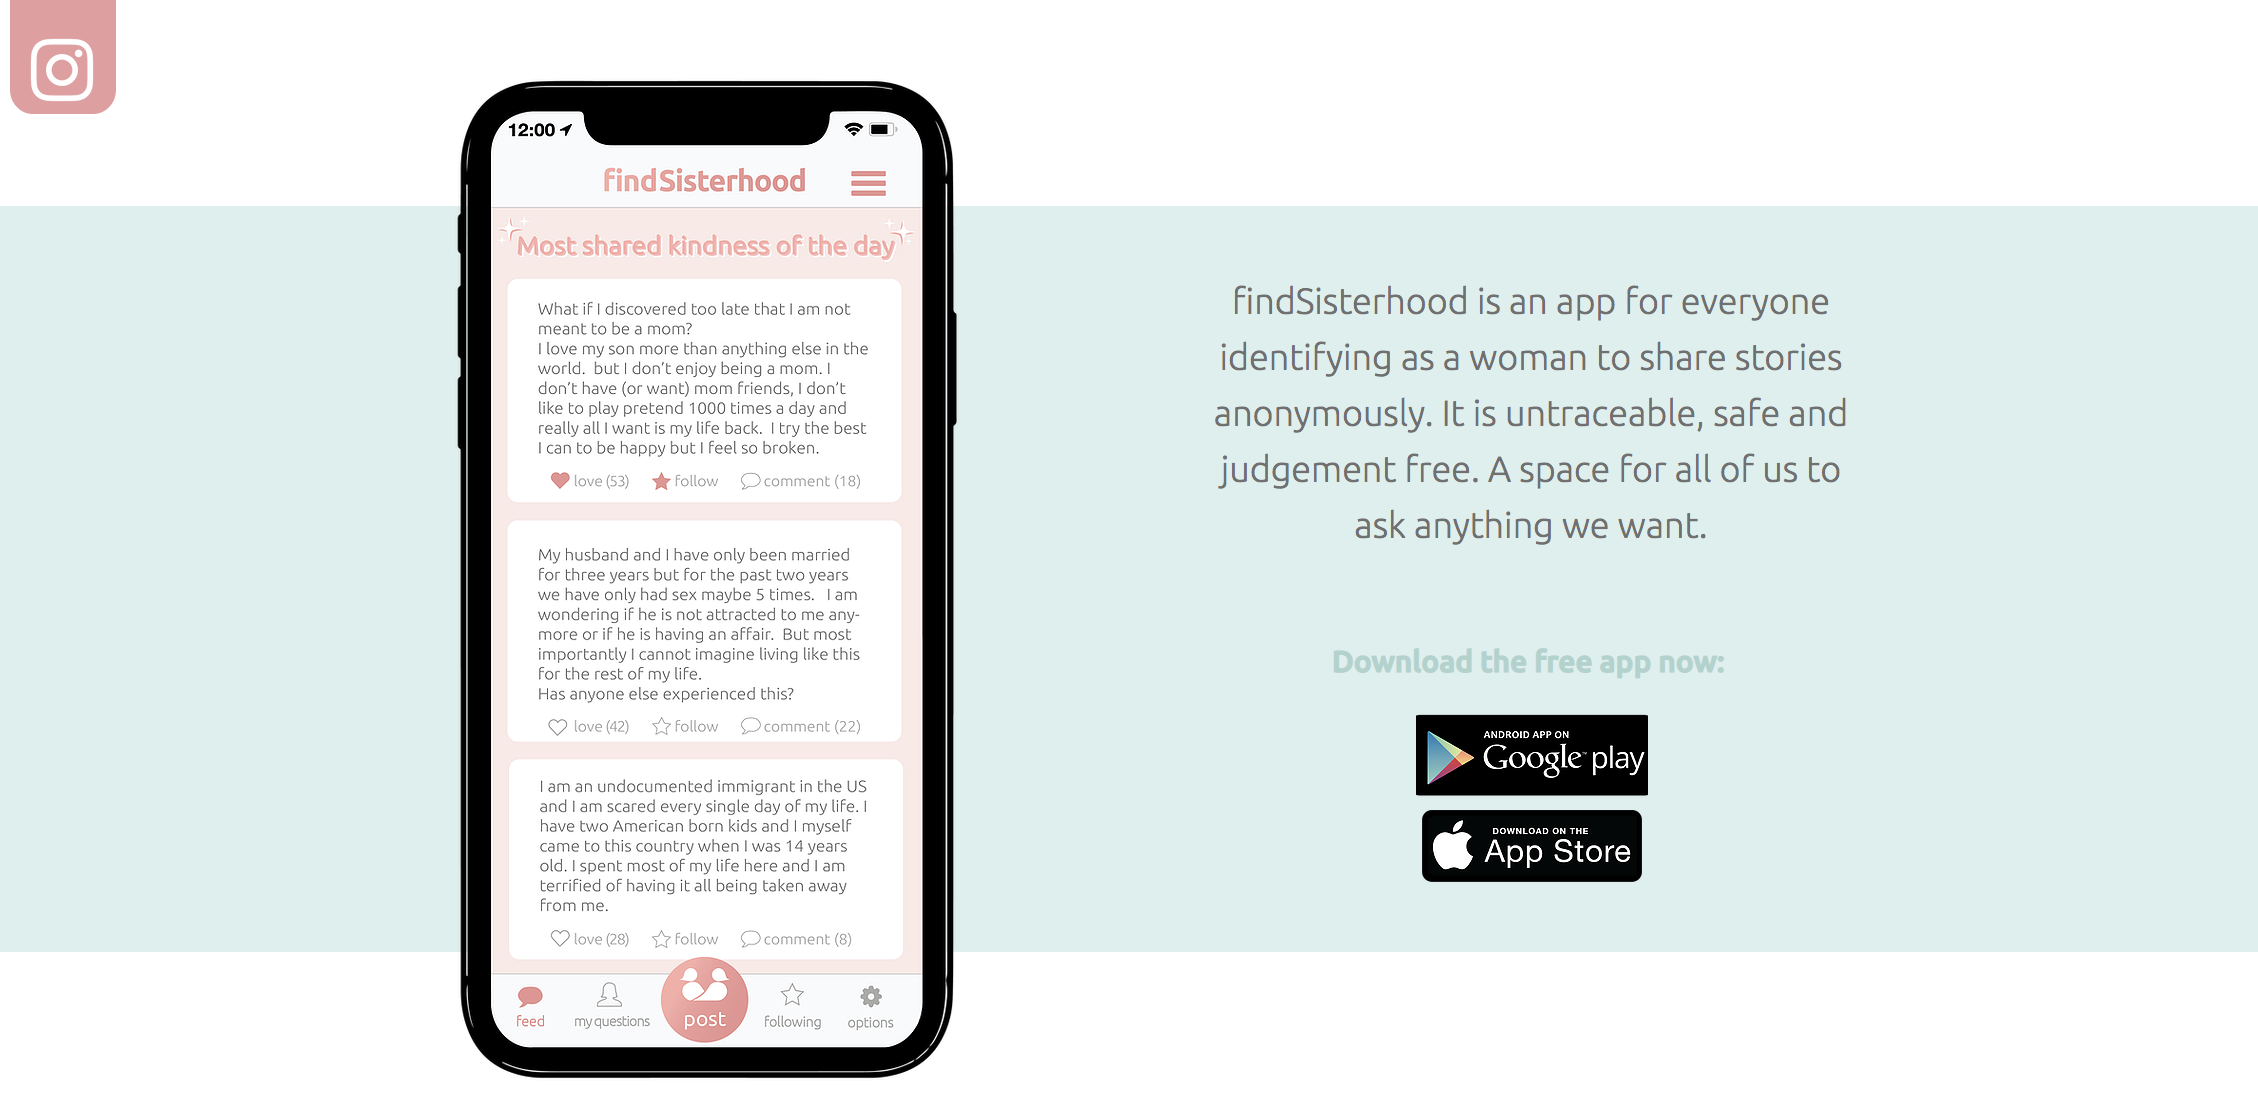 12:00
findSisterhood
Most shared kindness of the day
What if I discovered too late that I am not
meant to be a mom?
I love my son more than anything else in the
world.  but I don't enjoy being a mom. I
don't have (or want) mom friends, I don't
like to play pretend 1000 times a day and
really all I want is my life back.  I try the best
I can to be happy but I feel so broken.
love (53) follow comment (18)
My husband and I have only been married
for three years but for the past two years
we have only had sex maybe 5 times.   I am
wondering if he is not attracted to me any-
more or if he is having an affair.  But most
importantly I cannot imagine living like this
for the rest of my life.
Has anyone else experienced this?
love (42) follow comment (22)
I am an undocumented immigrant in the US
and I am scared every single day of my life. I
have two American born kids and I myself
came to this country when I was 14 years
old. I spent most of my life here and I am
terrified of having it all being taken away
from me.
love (28) follow comment (8)
feed my questions post following options
findSisterhood is an app for everyone
identifying as a woman to share stories
anonymously. It is untraceable, safe and
judgement free. A space for all of us to
ask anything we want.
Download the free app now:
ANDROID APP ON
Google play
DOWNLOAD ON THE
App Store